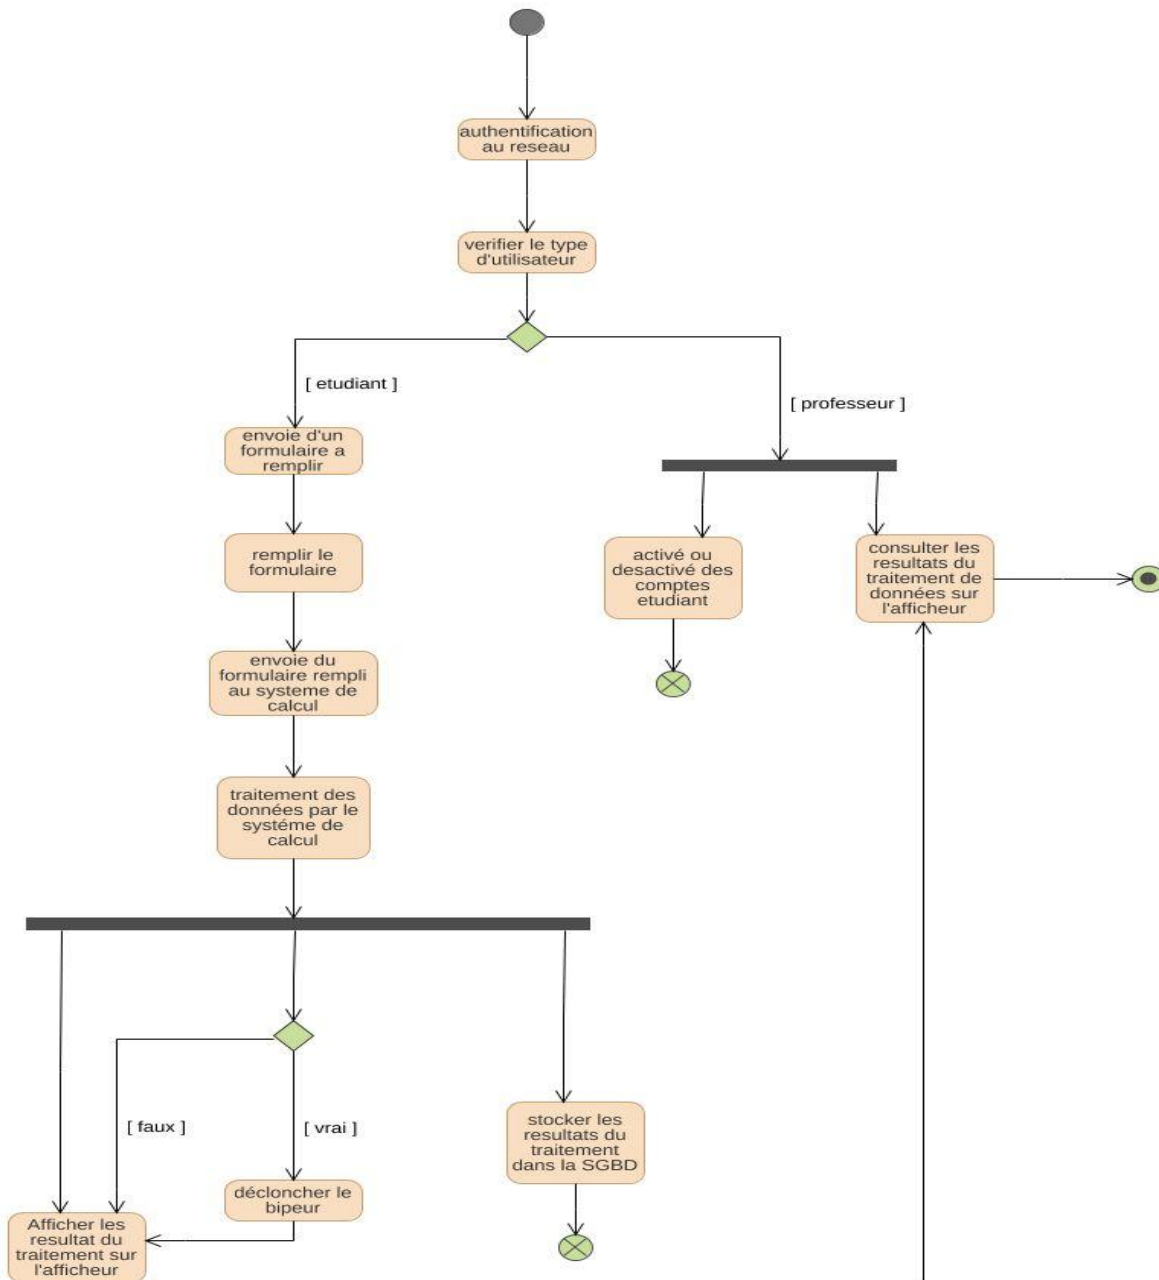 authentification
au reseau
verifier le type
d'utilisateur
[ etudiant ]
[ professeur ]
envoie d'un
formulaire a
remplir
remplir le
formulaire
activé ou
desactivé des
comptes
etudiant
consulter les
resultats du
traitement de
données sur
l'afficheur
envoie du
formulaire rempli
au systeme de
calcul
traitement des
données par le
systéme de
calcul
[ faux ]
[ vrai ]
stocker les
resultats du
traitement
dans la SGBD
décloncher le
bipeur
Afficher les
resultat du
traitement sur
l'afficheur